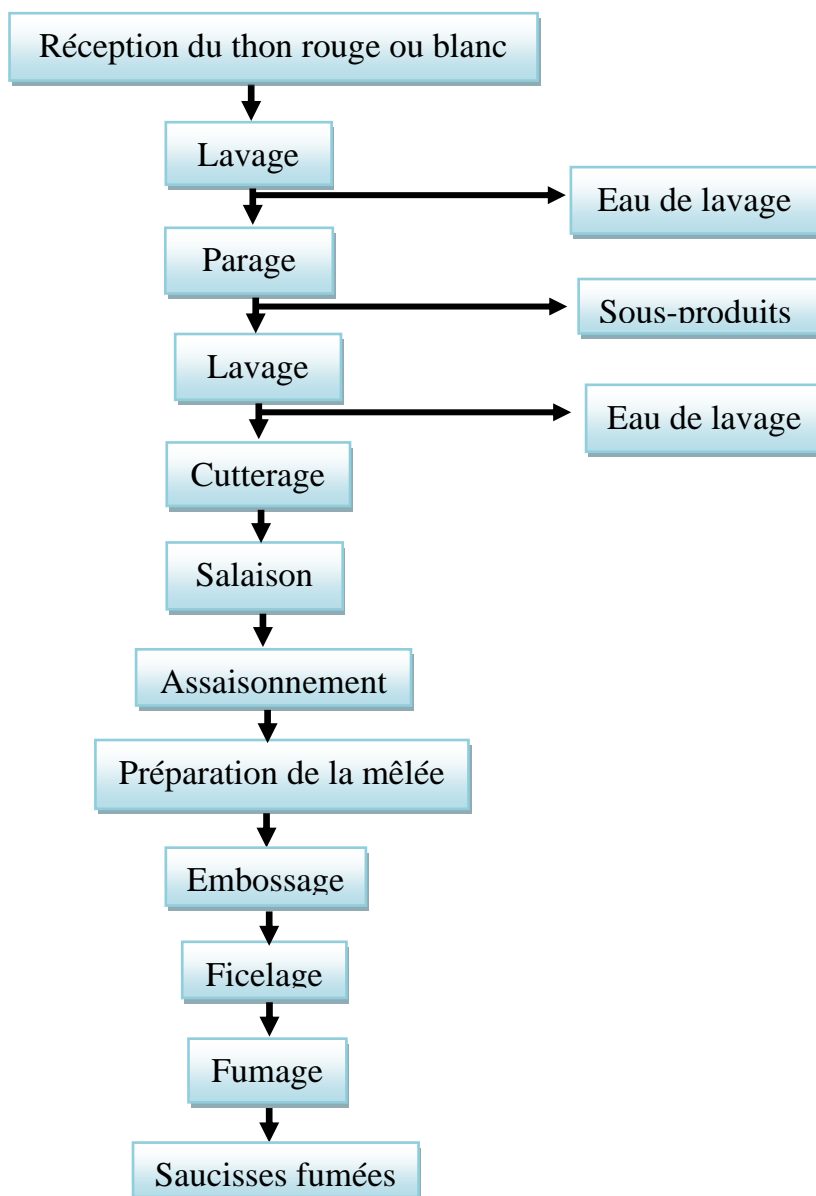 Réception du thon rouge ou blanc
Lavage
Eau de lavage
Parage
Sous-produits
Lavage
Eau de lavage
Cutterage
Salaison
Assaisonnement
Préparation de la mêlée
Embossage
Ficelage
Fumage
Saucisses fumées